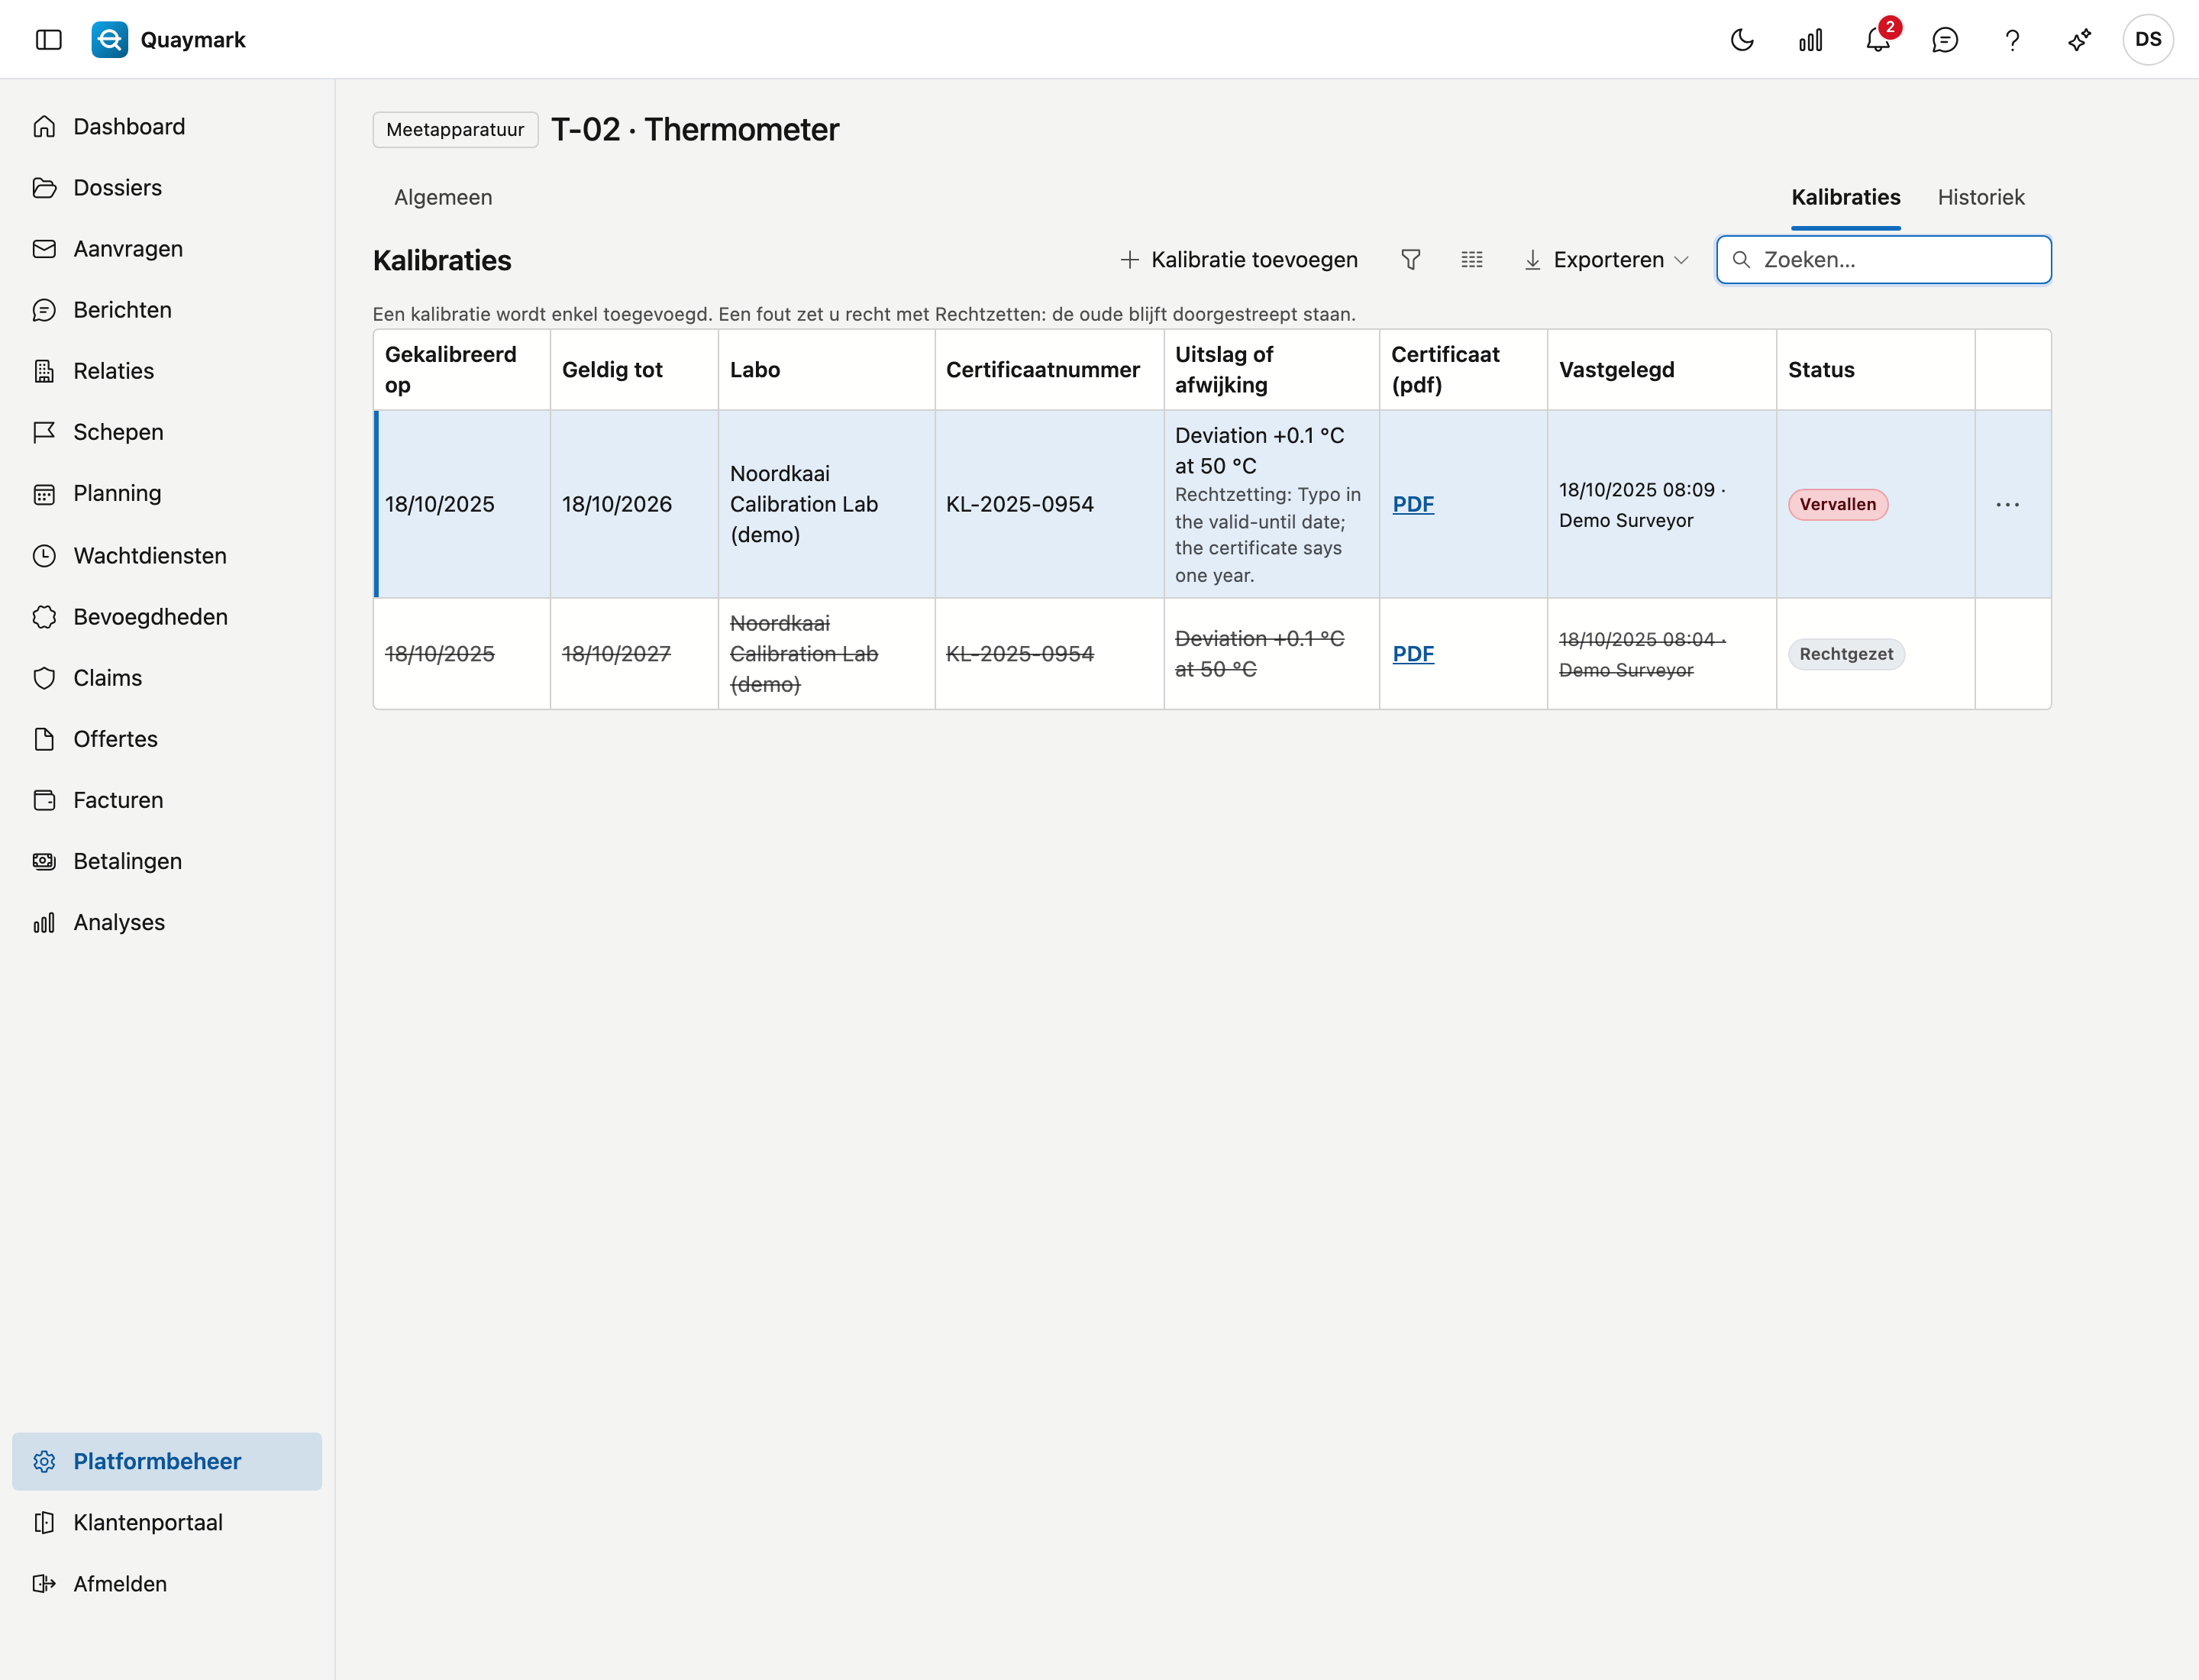 Quaymark
2
DS
Dashboard
Dossiers
Aanvragen
Berichten
Relaties
Schepen
Planning
Wachtdiensten
Bevoegdheden
Claims
Offertes
Facturen
Betalingen
Analyses
Platformbeheer
Klantenportaal
Afmelden
Meetapparatuur T-02 · Thermometer
Algemeen Kalibraties Historiek
Kalibraties Kalibratie toevoegen Exporteren Zoeken...
Een kalibratie wordt enkel toegevoegd. Een fout zet u recht met Rechtzetten: de oude blijft doorgestreept staan.
Gekalibreerd
op
Geldig tot
Labo
Certificaatnummer
Uitslag of
afwijking
Certificaat
(pdf)
Vastgelegd
Status
18/10/2025
18/10/2026
Noordkaai
Calibration Lab
(demo)
KL-2025-0954
Deviation +0.1 °C
at 50 °C
Rechtzetting: Typo in
the valid-until date;
the certificate says
one year.
PDF
18/10/2025 08:09 ·
Demo Surveyor
Vervallen
18/10/2025
18/10/2027
Noordkaai
Calibration Lab
(demo)
KL-2025-0954
Deviation +0.1 °C
at 50 °C
PDF
18/10/2025 08:04 ·
Demo Surveyor
Rechtgezet